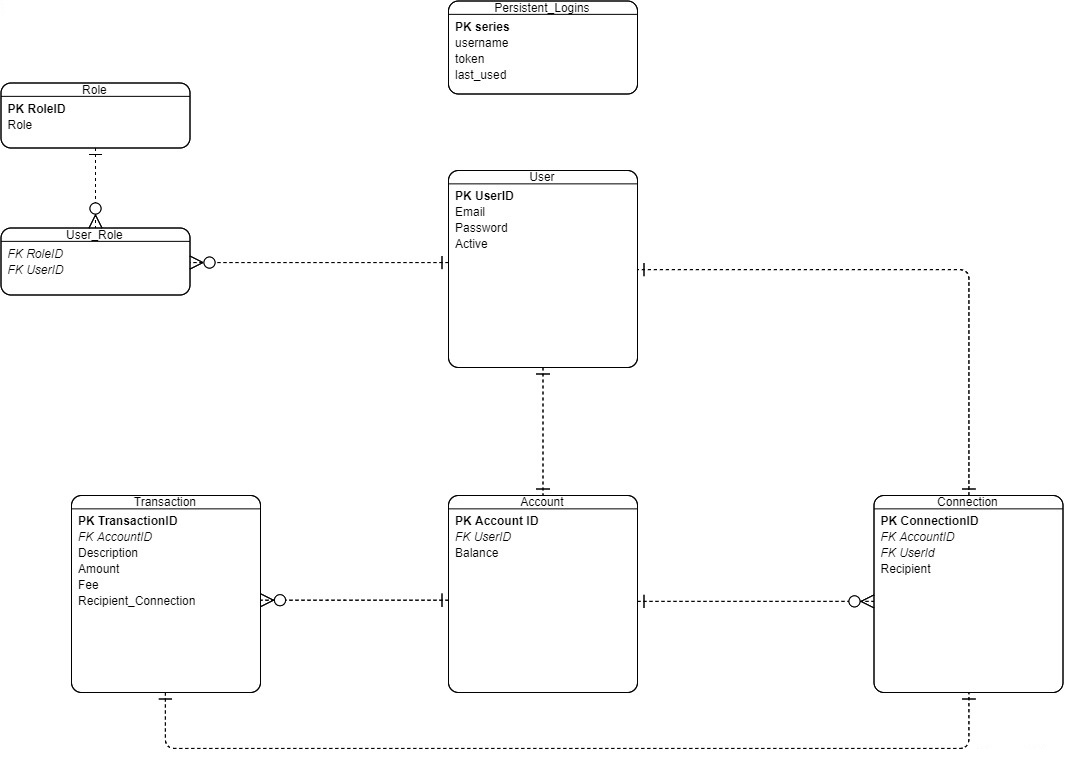 Persistent_Logins
PK series
username
token
last_used
Role
PK RoleID
Role
User
PK UserID
Email
Password
Active
User_Role
FK RoleID
FK UserID
Transaction
PK TransactionID
FK AccountID
Description
Amount
Fee
Recipient_Connection
Account
PK Account ID
FK UserID
Balance
Connection
PK ConnectionID
FK AccountID
FK UserId
Recipient